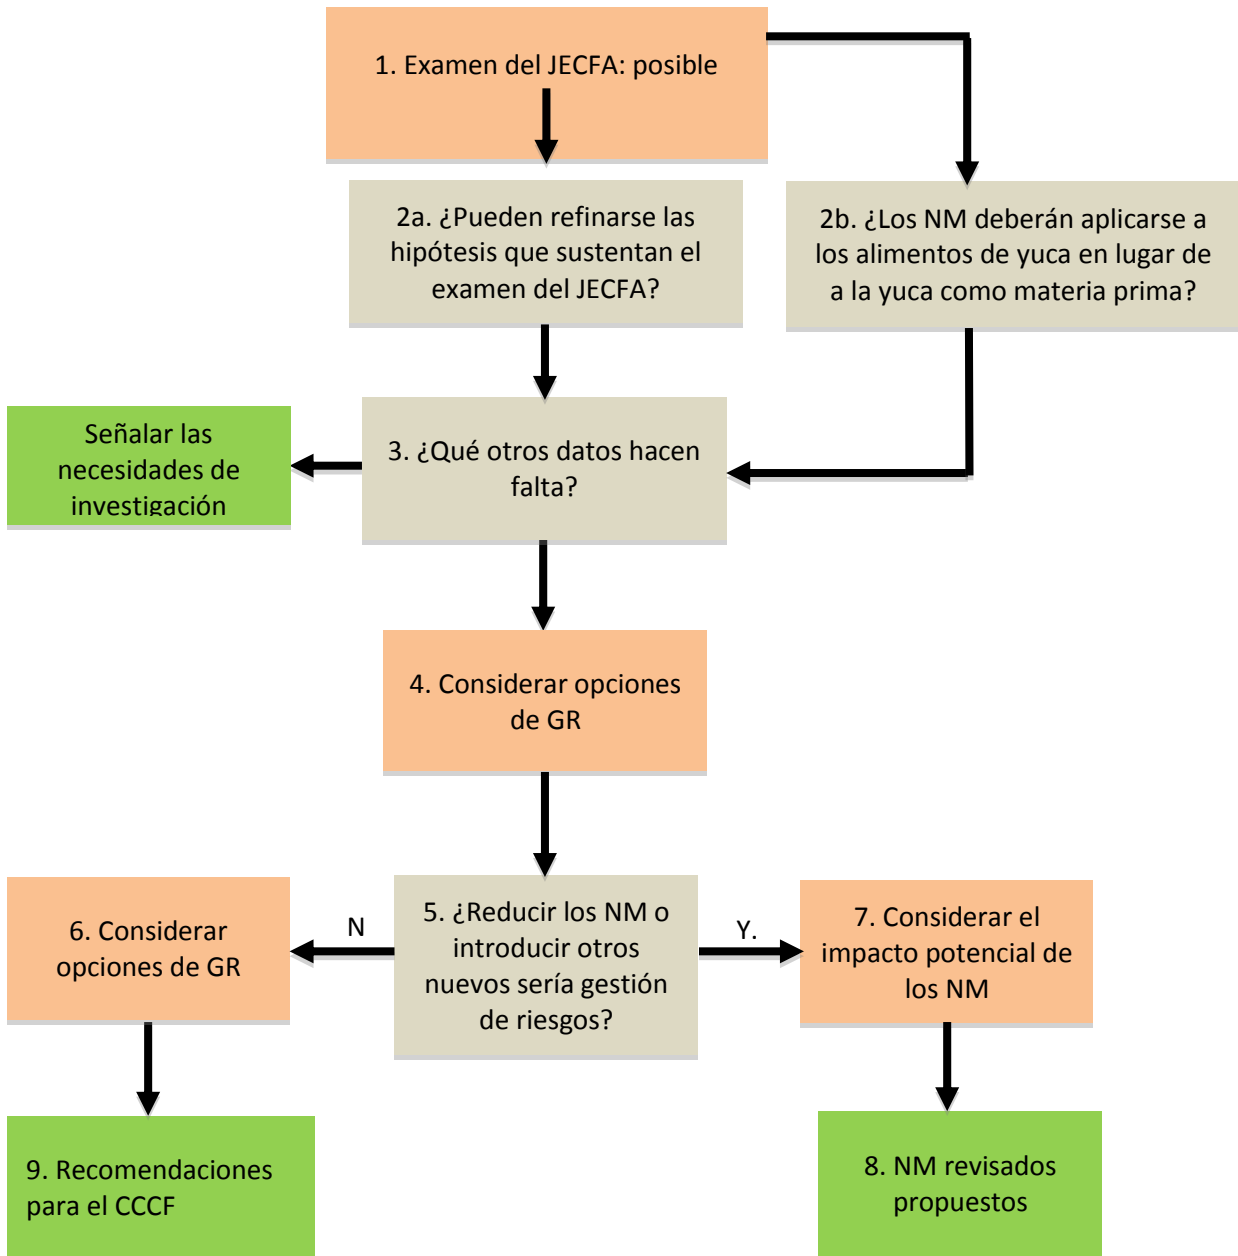 1. Examen del JECFA: posible
2a. ¿Pueden refinarse las
hipótesis que sustentan el
examen del JECFA?
2b. ¿Los NM deberán aplicarse a
los alimentos de yuca en lugar de
a la yuca como materia prima?
Señalar las
necesidades de
investigación
3. ¿Qué otros datos hacen
falta?
4. Considerar opciones
de GR
6. Considerar
opciones de GR
N
5. ¿Reducir los NM o
introducir otros
nuevos sería gestión
de riesgos?
Y.
7. Considerar el
impacto potencial de
los NM
9. Recomendaciones
para el CCCF
8. NM revisados
propuestos